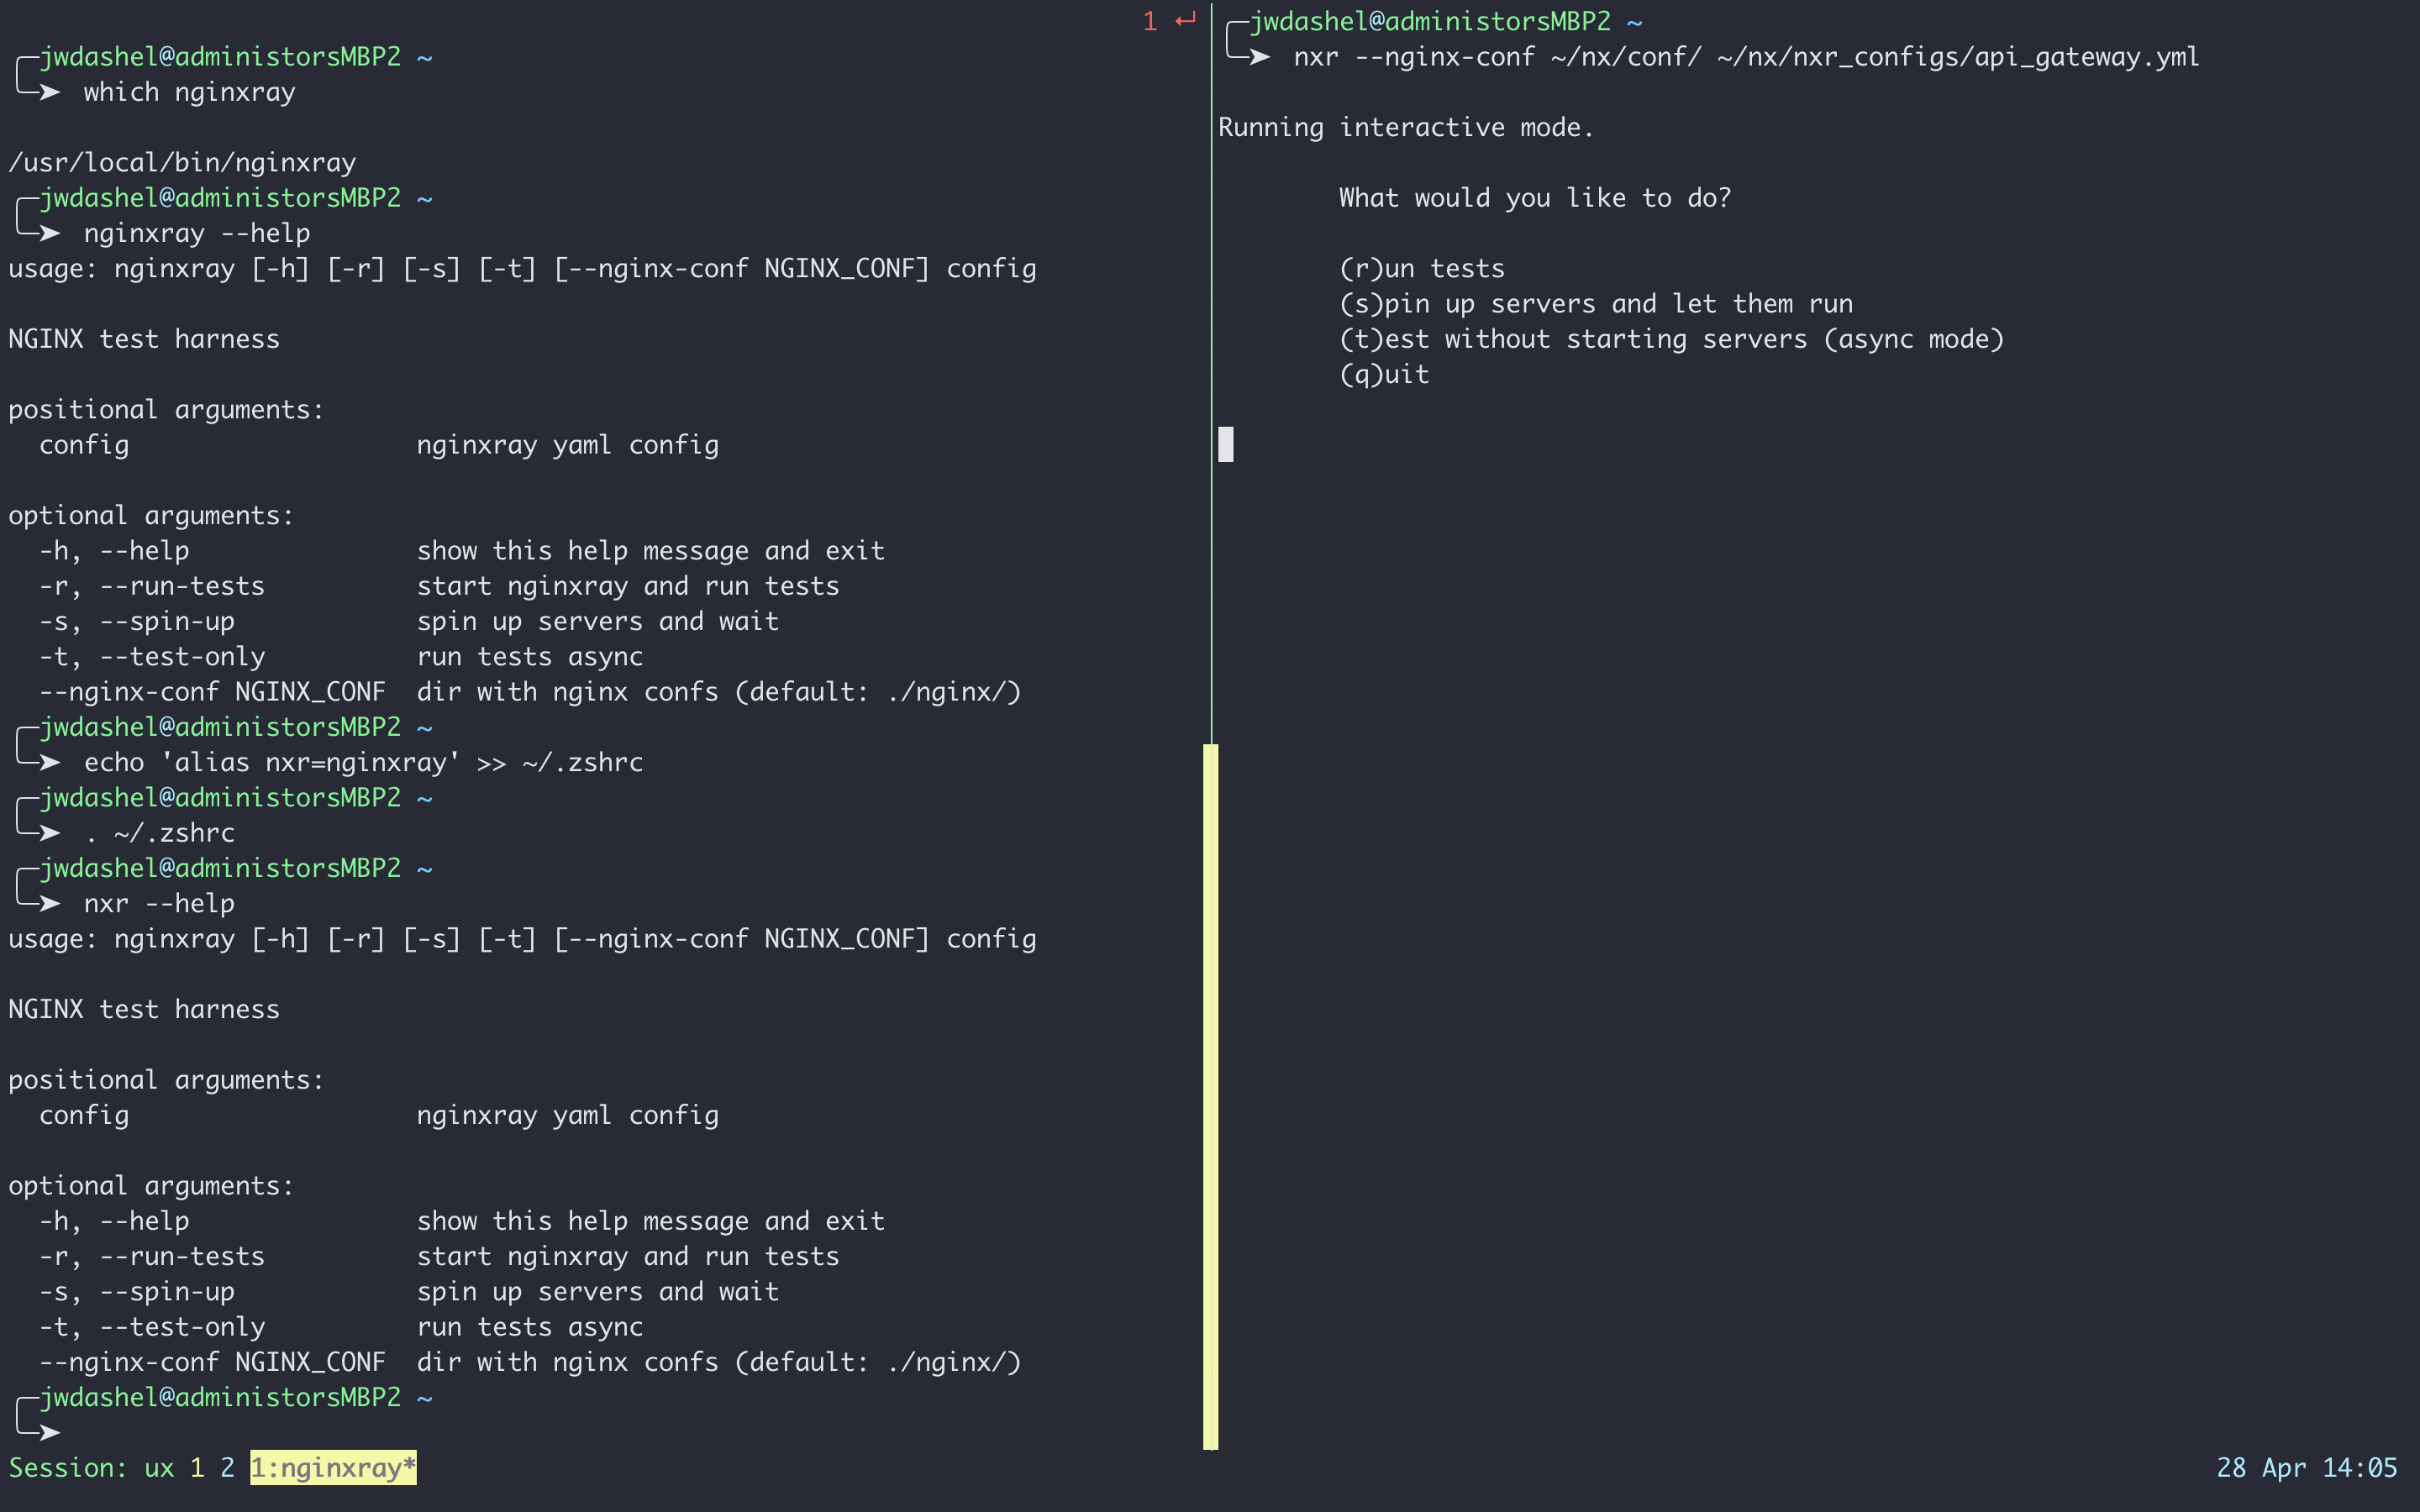 1 ↵
╭─jwdashel@administorsMBP2 ~
╰─➤  which nginxray
/usr/local/bin/nginxray
╭─jwdashel@administorsMBP2 ~
╰─➤  nginxray --help
usage: nginxray [-h] [-r] [-s] [-t] [--nginx-conf NGINX_CONF] config
NGINX test harness
positional arguments:
  config                   nginxray yaml config
optional arguments:
  -h, --help               show this help message and exit
  -r, --run-tests          start nginxray and run tests
  -s, --spin-up            spin up servers and wait
  -t, --test-only          run tests async
  --nginx-conf NGINX_CONF  dir with nginx confs (default: ./nginx/)
╭─jwdashel@administorsMBP2 ~
╰─➤  echo 'alias nxr=nginxray' >> ~/.zshrc
╭─jwdashel@administorsMBP2 ~
╰─➤  . ~/.zshrc
╭─jwdashel@administorsMBP2 ~
╰─➤  nxr --help
usage: nginxray [-h] [-r] [-s] [-t] [--nginx-conf NGINX_CONF] config
NGINX test harness
positional arguments:
  config                   nginxray yaml config
optional arguments:
  -h, --help               show this help message and exit
  -r, --run-tests          start nginxray and run tests
  -s, --spin-up            spin up servers and wait
  -t, --test-only          run tests async
  --nginx-conf NGINX_CONF  dir with nginx confs (default: ./nginx/)
╭─jwdashel@administorsMBP2 ~
╰─➤
╭─jwdashel@administorsMBP2 ~
╰─➤  nxr --nginx-conf ~/nx/conf/ ~/nx/nxr_configs/api_gateway.yml
Running interactive mode.
        What would you like to do?
        (r)un tests
        (s)pin up servers and let them run
        (t)est without starting servers (async mode)
        (q)uit
Session: ux 1 2 1:nginxray*
28 Apr 14:05